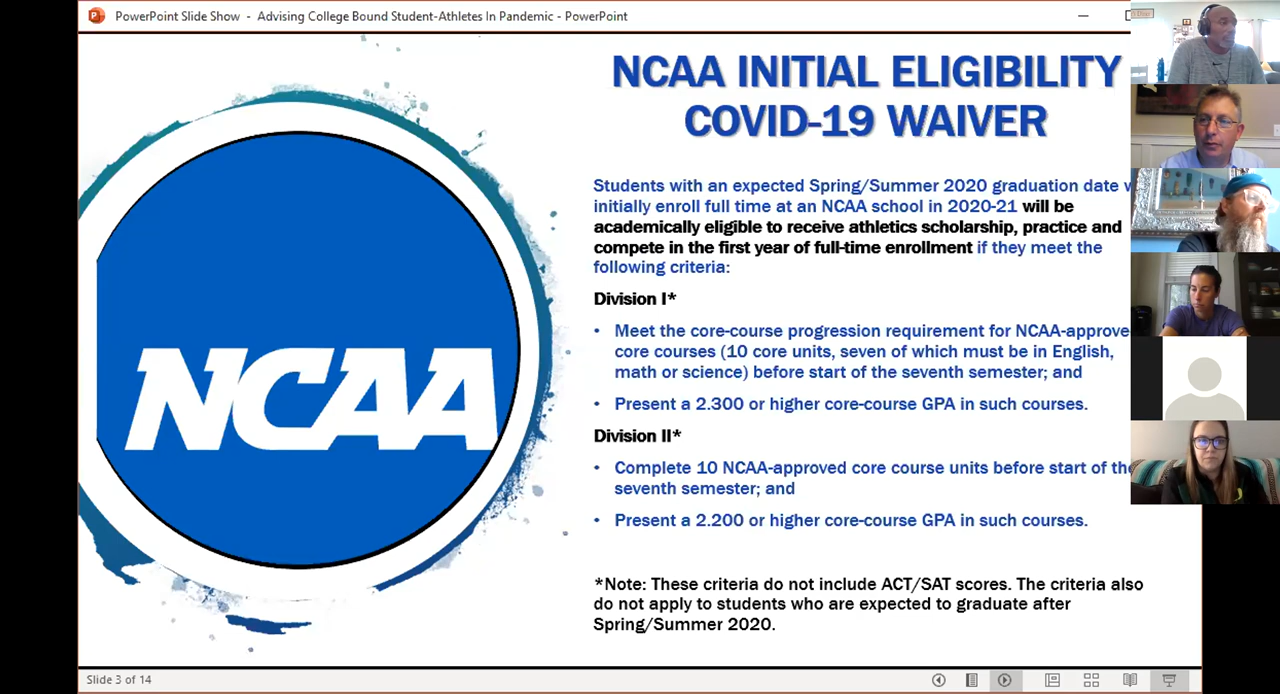 PowerPoint Slide Show - Advising College Bound Student-Athletes In Pandemic - PowerPoint
NCAA INITIAL ELIGIBILITY
COVID-19 WAIVER
Students with an expected Spring/Summer 2020 graduation date
initially enroll full time at an NCAA school in 2020-21 will be
academically eligible to receive athletics scholarship, practice and
compete in the first year of full-time enrollment if they meet the
following criteria:
Division I*
• Meet the core-course progression requirement for NCAA-approve
core courses (10 core units, seven of which must be in English,
math or science) before start of the seventh semester; and
• Present a 2.300 or higher core-course GPA in such courses.
Division II*
• Complete 10 NCAA-approved core course units before start of the
seventh semester; and
• Present a 2.200 or higher core-course GPA in such courses.
*Note: These criteria do not include ACT/SAT scores. The criteria also
do not apply to students who are expected to graduate after
Spring/Summer 2020.
NCAA
Slide 3 of 14